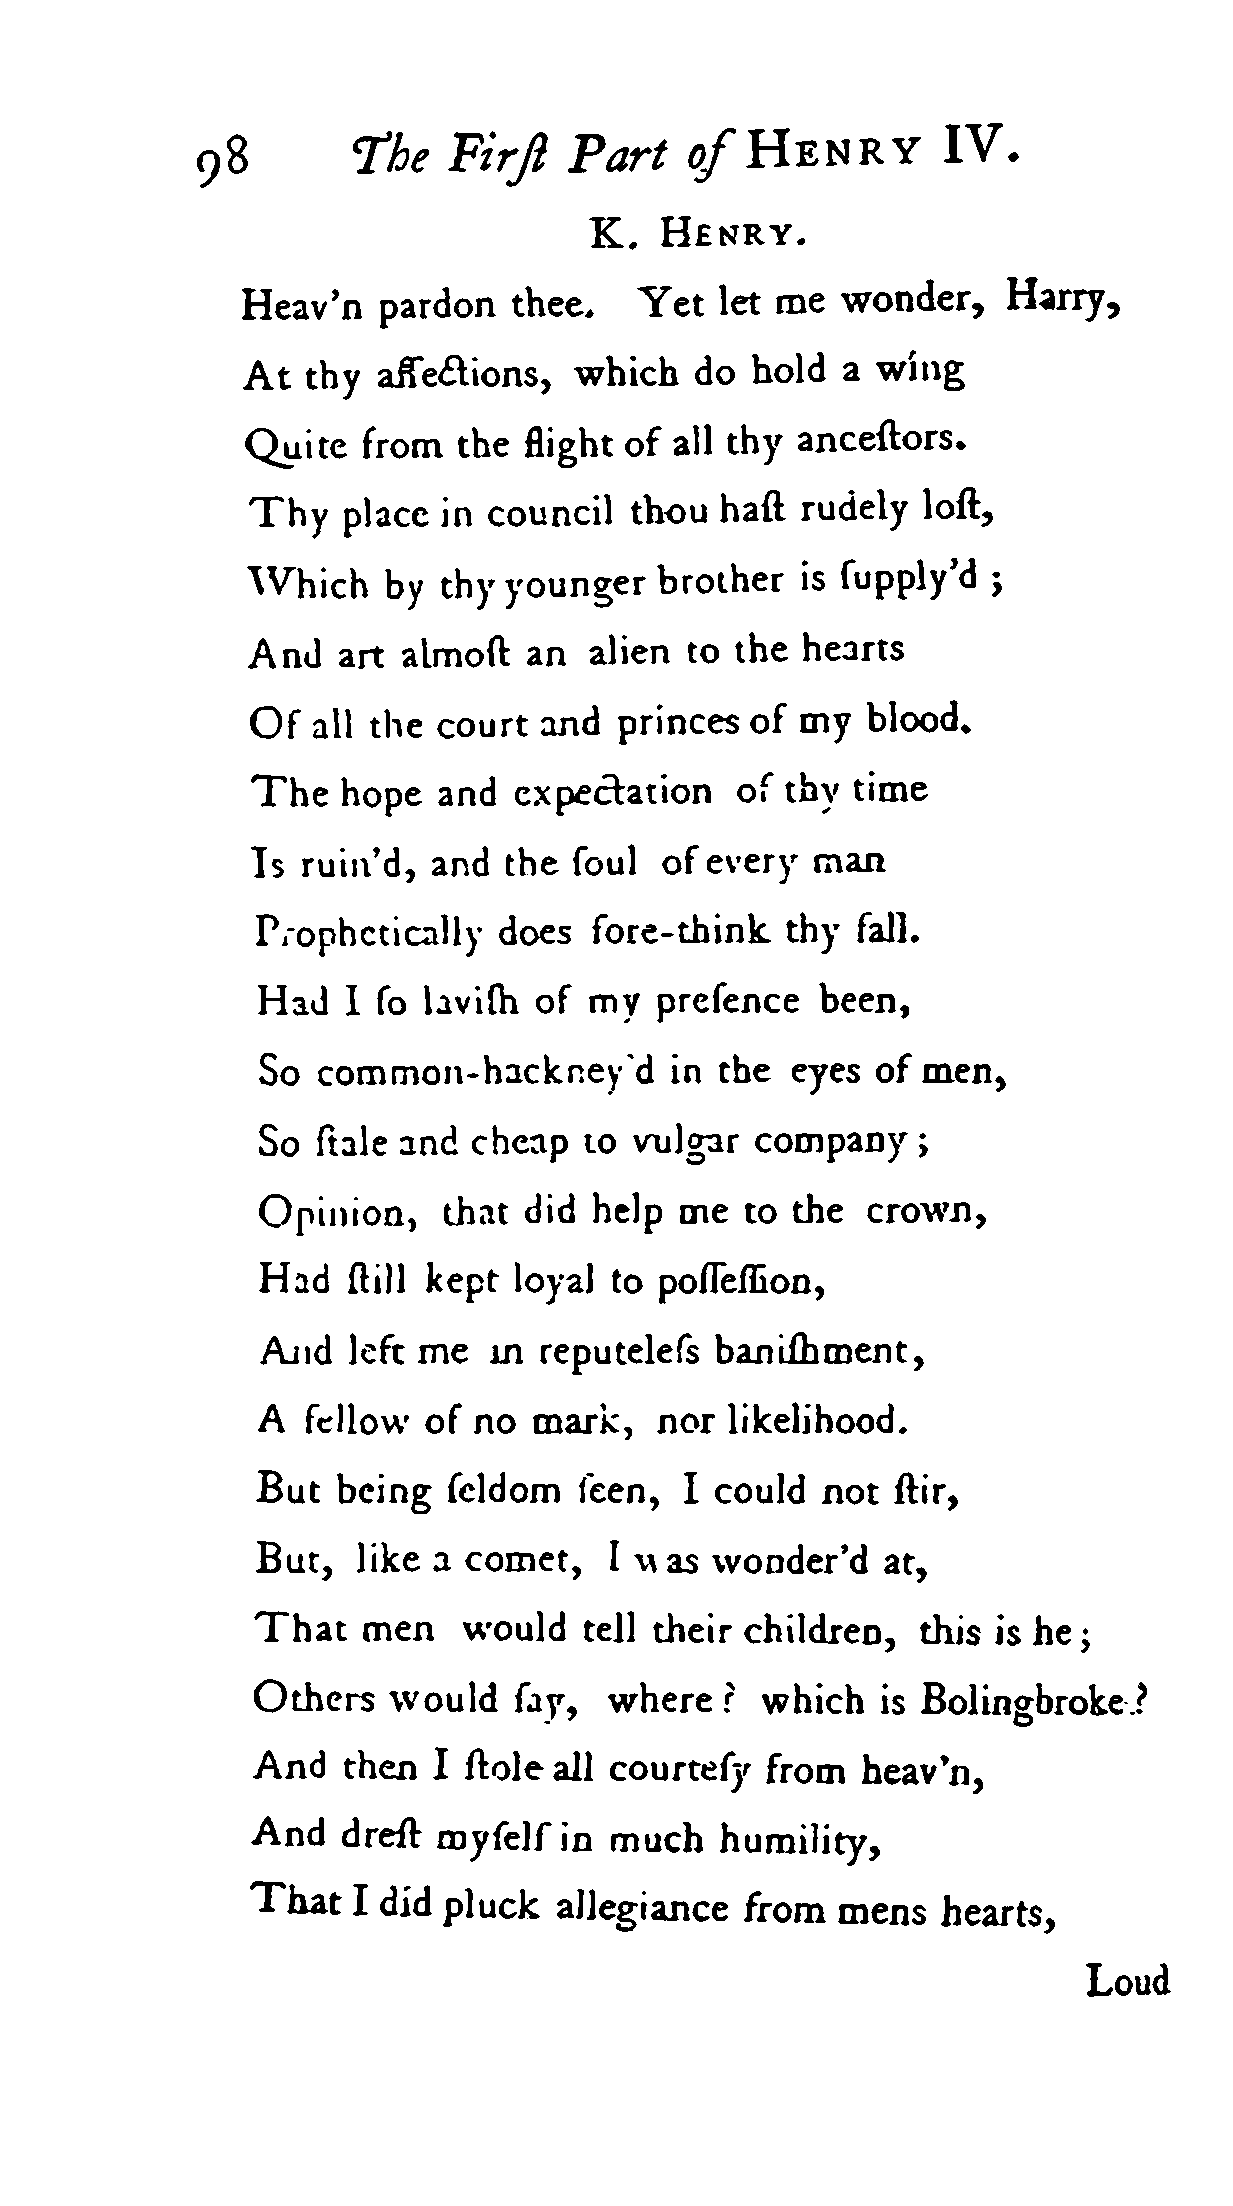 98 The Firſt Part of HENRY IV.
K. HENRY.
Heav'n pardon thee. Yet let me wonder, Harry,
At thy affections, which do hold a wing
Quite from the flight of all thy anceſtors.
Thy place in council thou haſt rudely loſt,
Which by thy younger brother is ſupply'd ;
And art almoſt an alien to the hearts
Of all the court and princes of my blood.
The hope and expectation of thy time
Is ruin'd, and the ſoul of every man
Prophetically does fore-think thy fall.
Had I ſo laviſh of my preſence been,
So common-hackney'd in the eyes of men,
So ſtale and cheap to vulgar company ;
Opinion, that did help me to the crown,
Had ſtill kept loyal to poſſeſſion,
And left me in reputeleſs baniſhment,
A fellow of no mark, nor likelihood.
But being ſeldom ſeen, I could not ſtir,
But, like a comet, I was wonder'd at,
That men would tell their children, this is he ;
Others would ſay, where ? which is Bolingbroke ?
And then I ſtole all courteſy from heav'n,
And dreſt myſelf in much humility,
That I did pluck allegiance from mens hearts,
Loud